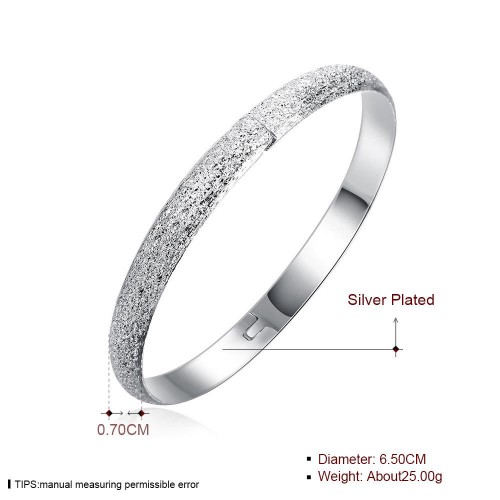 Silver Plated
0.70CM
Diameter: 6.50CM
Weight: About25.00g
TIPS:manual measuring permissible error